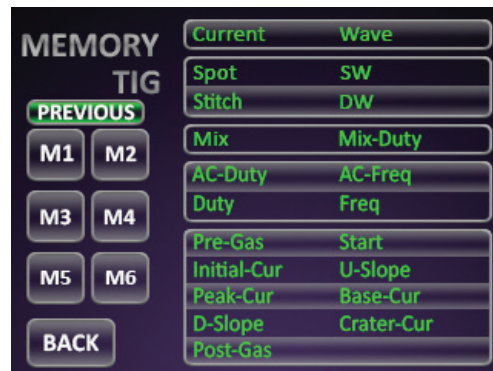 MEMORY
TIG
PREVIOUS
M1 M2
M3 M4
M5 M6
BACK
Current Wave
Spot SW
Stitch DW
Mix Mix-Duty
AC-Duty AC-Freq
Duty Freq
Pre-Gas Start
Initial-Cur U-Slope
Peak-Cur Base-Cur
D-Slope Crater-Cur
Post-Gas